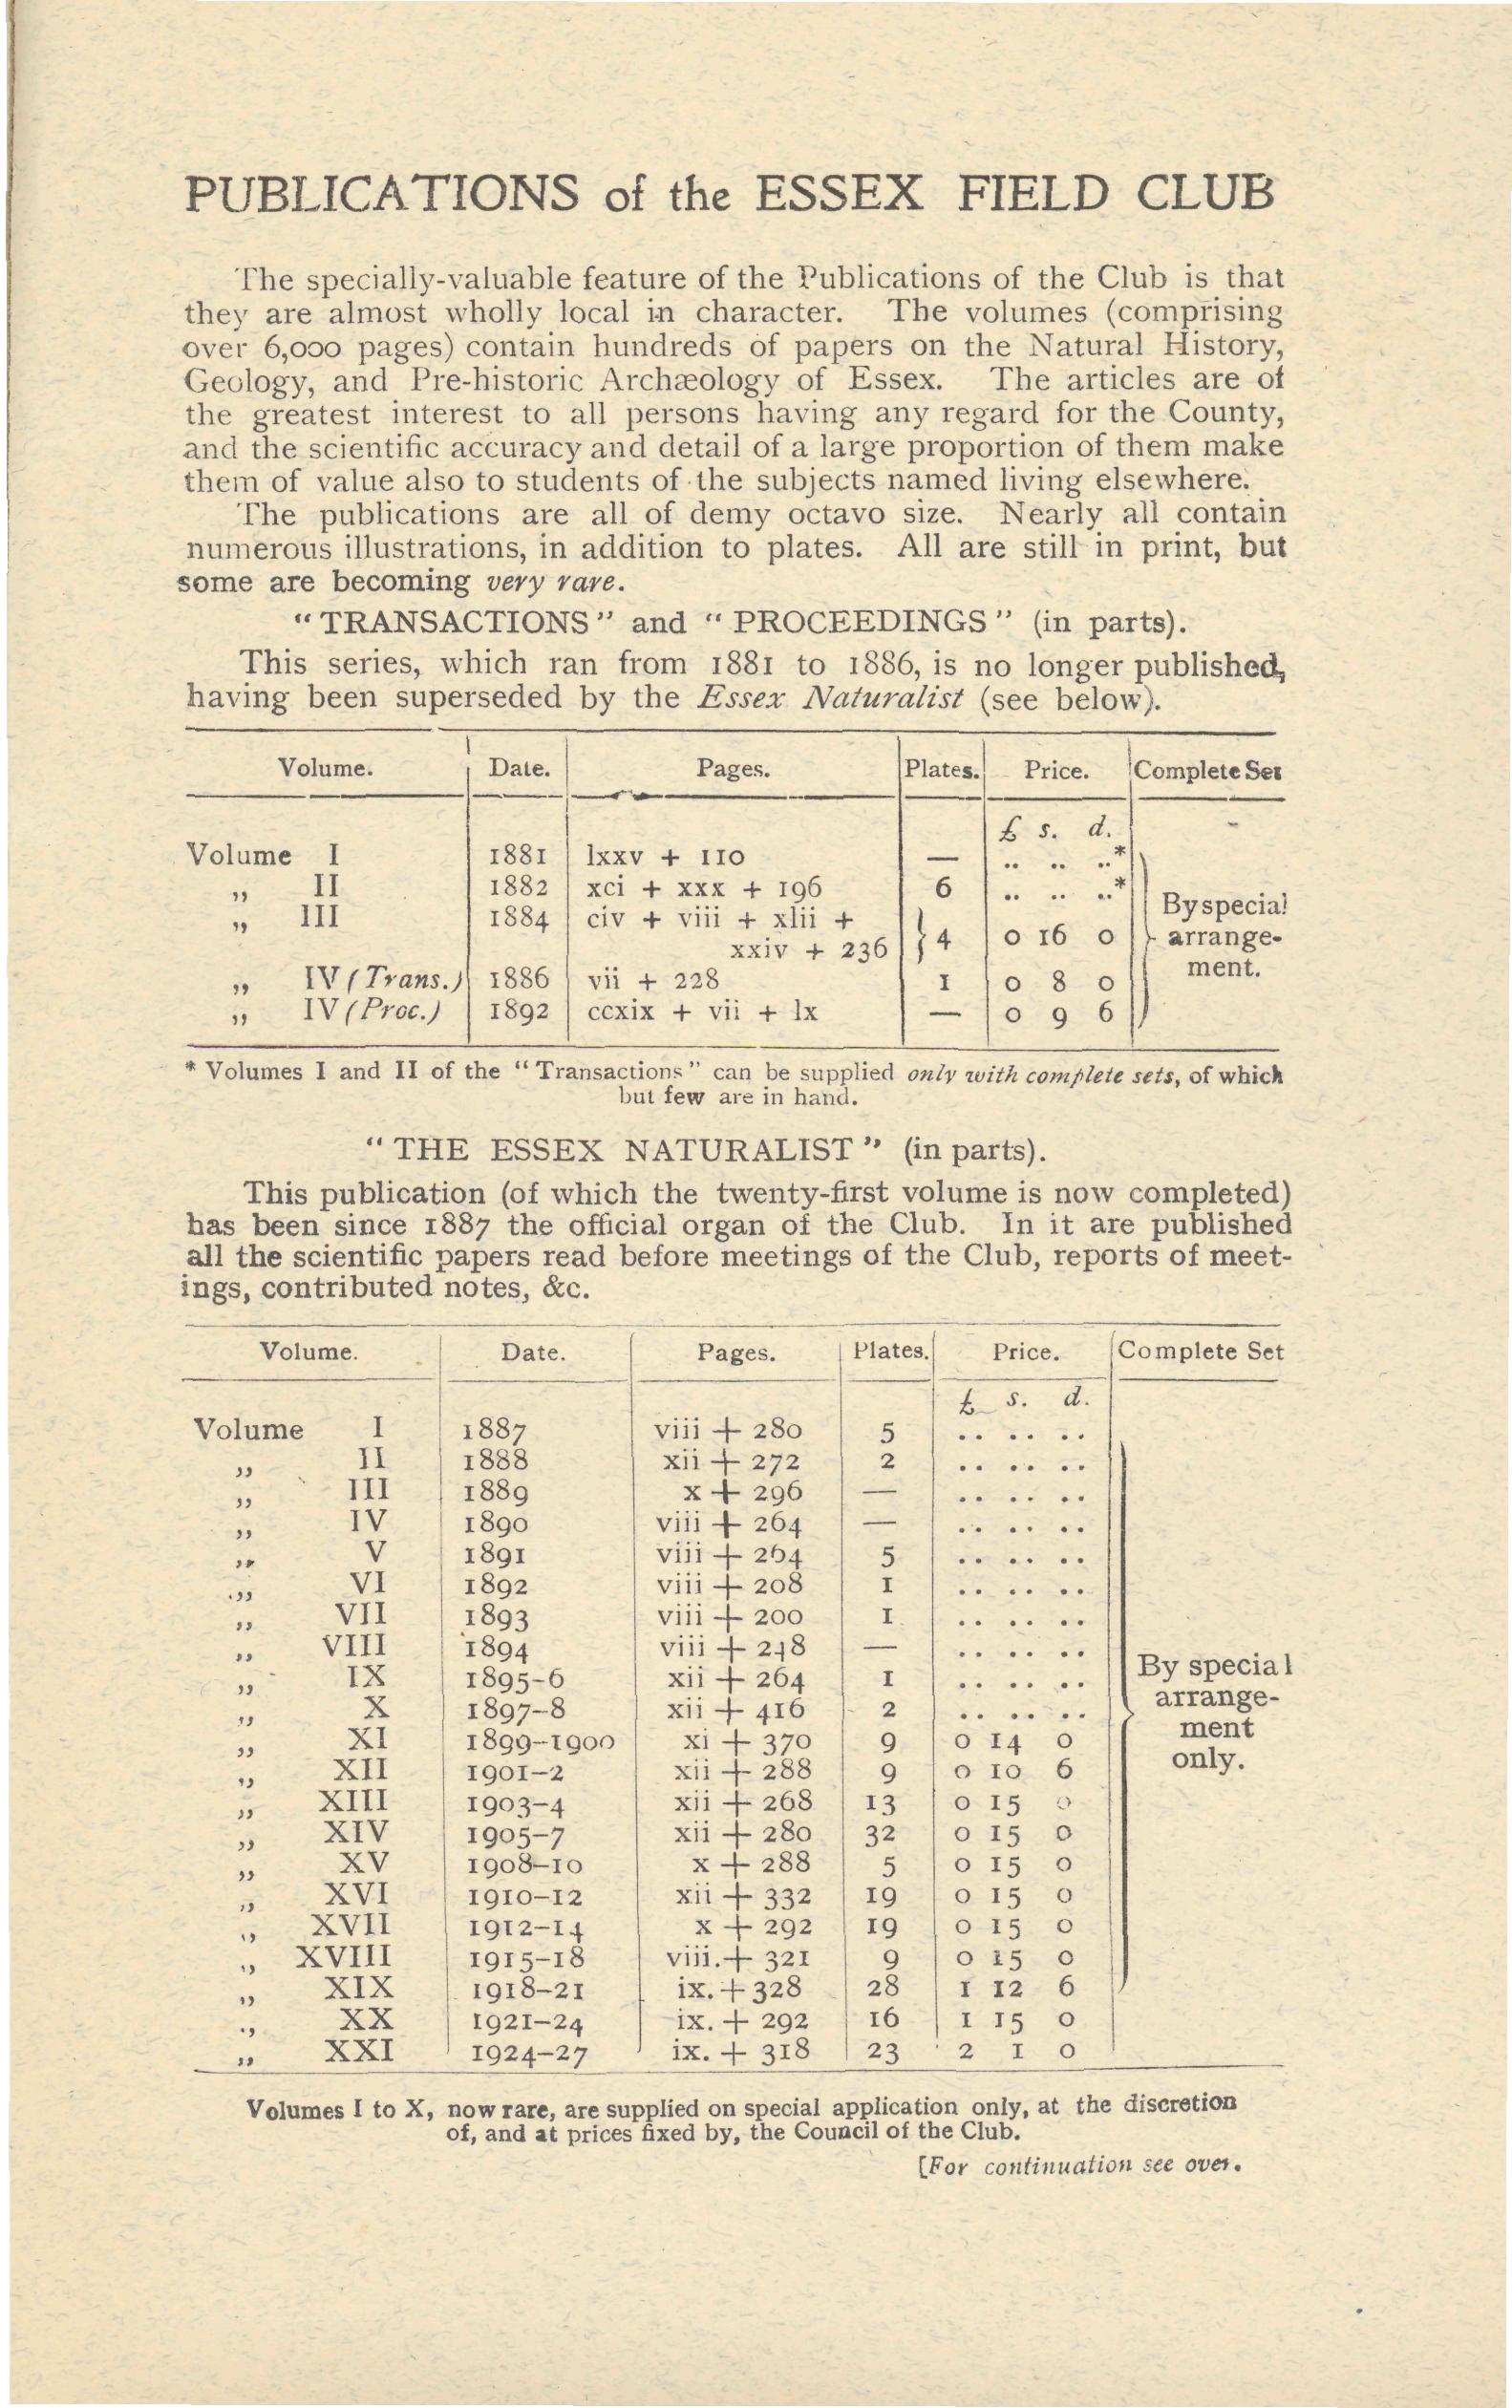 PUBLICATIONS of the ESSEX FIELD CLUB
The specially-valuable feature of the Publications of the Club is that
they are almost wholly local in character. The volumes (comprising
over 6,000 pages) contain hundreds of papers on the Natural History,
Geology, and Pre-historic Archæology of Essex. The articles are of
the greatest interest to all persons having any regard for the County,
and the scientific accuracy and detail of a large proportion of them make
them of value also to students of the subjects named living elsewhere.
The publications are all of demy octavo size. Nearly all contain
numerous illustrations, in addition to plates. All are still in print, but
some are becoming very rare.
“TRANSACTIONS” and “PROCEEDINGS” (in parts).
This series, which ran from 1881 to 1886, is no longer published,
having been superseded by the Essex Naturalist (see below).
Volume. Date. Pages. Plates. Price. Complete Set
£ s. d.
Volume I 1881 lxxv + 110 — .. .. ..*
„ II 1882 xci + xxx + 196 6 .. .. ..*
By special
„ III 1884 civ + viii + xlii +
xxiv + 236 } 4 0 16 0 arrange-
ment.
„ IV (Trans.) 1886 vii + 228 1 0 8 0
„ IV (Proc.) 1892 ccxix + vii + lx — 0 9 6
* Volumes I and II of the “Transactions” can be supplied only with complete sets, of which
but few are in hand.
“THE ESSEX NATURALIST” (in parts).
This publication (of which the twenty-first volume is now completed)
has been since 1887 the official organ of the Club. In it are published
all the scientific papers read before meetings of the Club, reports of meet-
ings, contributed notes, &c.
Volume. Date. Pages. Plates. Price. Complete Set
£ s. d.
Volume I 1887 viii + 280 5 .. .. ..
„ II 1888 xii + 272 2 .. .. ..
„ III 1889 x + 296 — .. .. ..
„ IV 1890 viii + 264 — .. .. ..
„ V 1891 viii + 264 5 .. .. ..
„ VI 1892 viii + 208 1 .. .. ..
„ VII 1893 viii + 200 1 .. .. ..
„ VIII 1894 viii + 248 — .. .. ..
By special
„ IX 1895-6 xii + 264 1 .. .. ..
„ X 1897-8 xii + 416 2 .. .. .. arrange-
„ XI 1899-1900 xi + 370 9 0 14 0 ment
„ XII 1901-2 xii + 288 9 0 10 6 only.
„ XIII 1903-4 xii + 268 13 0 15 0
„ XIV 1905-7 xii + 280 32 0 15 0
„ XV 1908-10 x + 288 5 0 15 0
„ XVI 1910-12 xii + 332 19 0 15 0
„ XVII 1912-14 x + 292 19 0 15 0
„ XVIII 1915-18 viii. + 321 9 0 15 0
„ XIX 1918-21 ix. + 328 28 1 12 6
„ XX 1921-24 ix. + 292 16 1 15 0
„ XXI 1924-27 ix. + 318 23 2 1 0
Volumes I to X, now rare, are supplied on special application only, at the discretion
of, and at prices fixed by, the Council of the Club.
[For continuation see over.